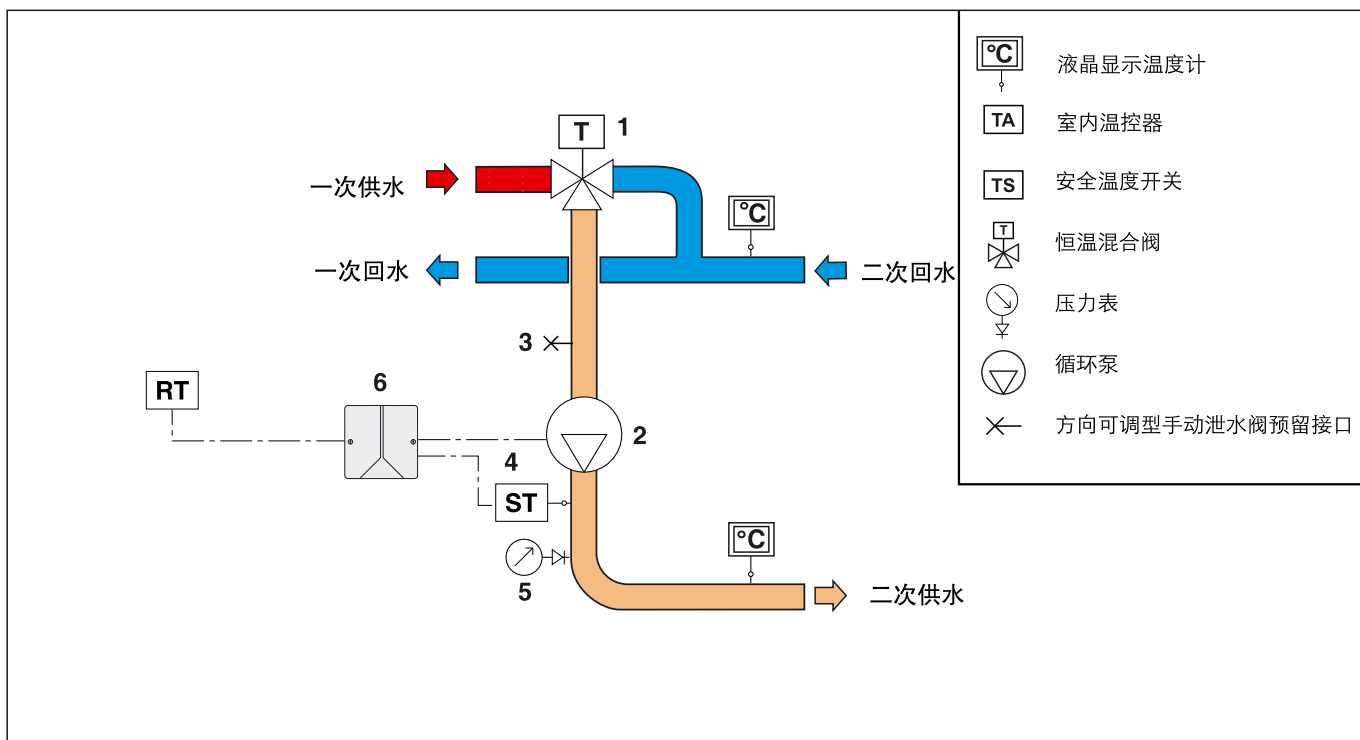 T 1
一次供水
°C
一次回水
二次回水
3
RT
6
2
4
ST
5
°C
二次供水
°C 液晶显示温度计
TA 室内温控器
TS 安全温度开关
T 恒温混合阀
压力表
循环泵
方向可调型手动泄水阀预留接口